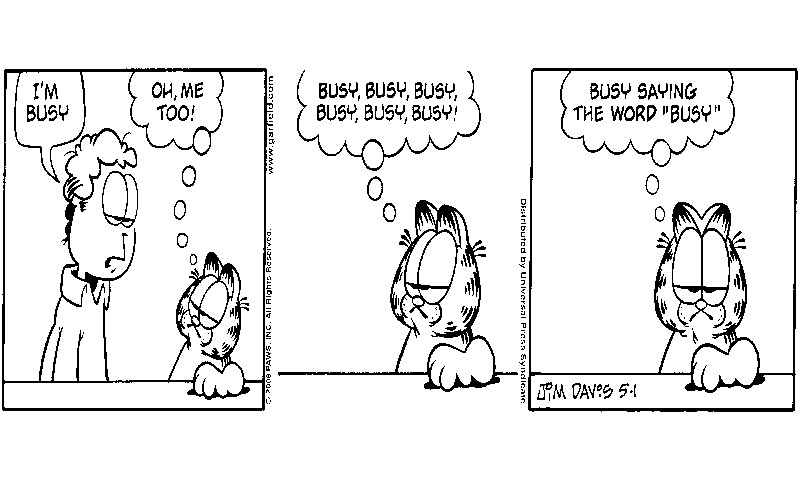 I'M
BUSY
OH, ME
TOO!
www.garfield.com
© 2008 PAWS, INC. All Rights Reserved.
BUSY, BUSY, BUSY,
BUSY, BUSY, BUSY!
Distributed by Universal Press Syndicate
BUSY SAYING
THE WORD "BUSY"
JIM DAVIS 5·1